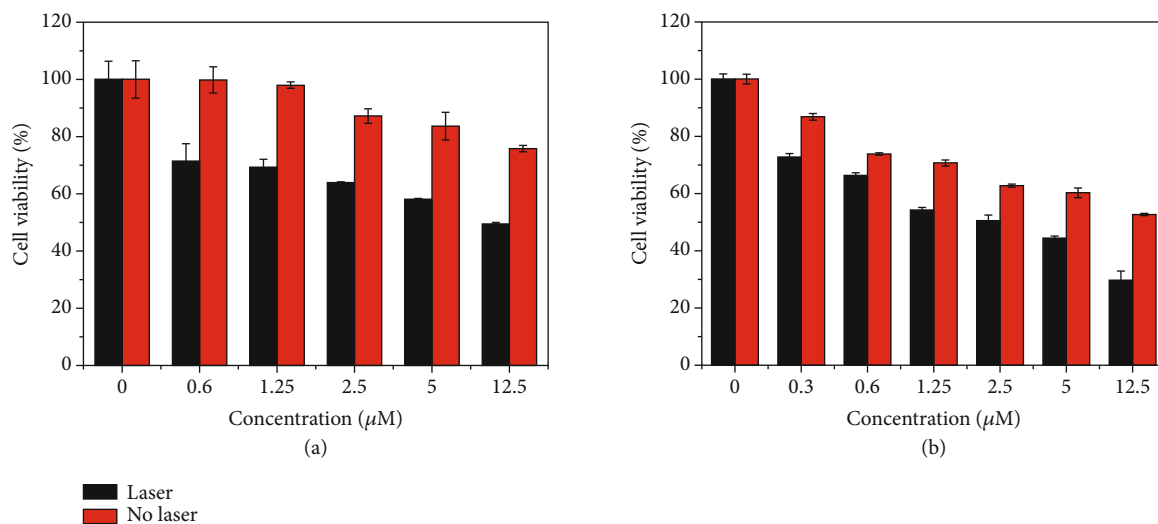 120
100
80
60
40
20
0
Cell viability (%)
0 0.6 1.25 2.5 5 12.5
Concentration (μM)
(a)
120
100
80
60
40
20
0
Cell viability (%)
0 0.3 0.6 1.25 2.5 5 12.5
Concentration (μM)
(b)
Laser
No laser